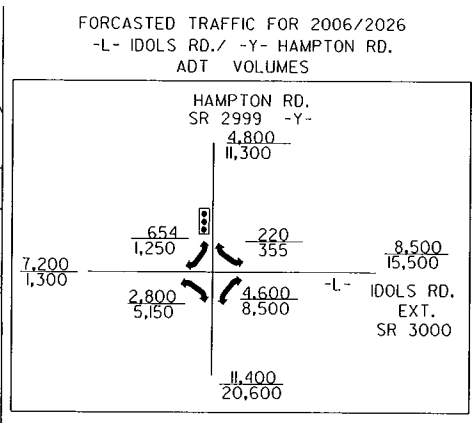 FORCASTED TRAFFIC FOR 2006/2026
-L- IDOLS RD./ -Y- HAMPTON RD.
ADT VOLUMES
HAMPTON RD.
SR 2999 -Y-
4,800
11,300
654
1,250
220
355
7,200
1,300
8,500
15,500
2,800
5,150
4,600
8,500
-L-
IDOLS RD.
EXT.
SR 3000
11,400
20,600